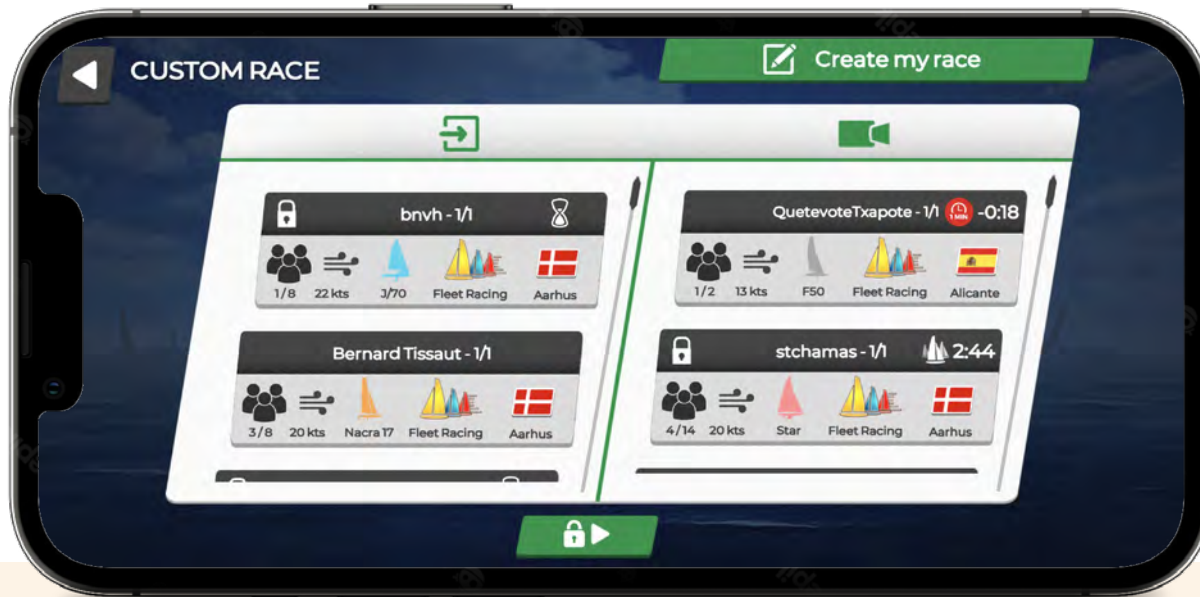 CUSTOM RACE
Create my race
bnvh - 1/1
1/8 22 kts J/70 Fleet Racing Aarhus
Bernard Tissaut - 1/1
3/8 20 kts Nacra 17 Fleet Racing Aarhus
QuetevoteTxapote - 1/1 1 MIN -0:18
1/2 13 kts F50 Fleet Racing Alicante
stchamas - 1/1 2:44
4/14 20 kts Star Fleet Racing Aarhus